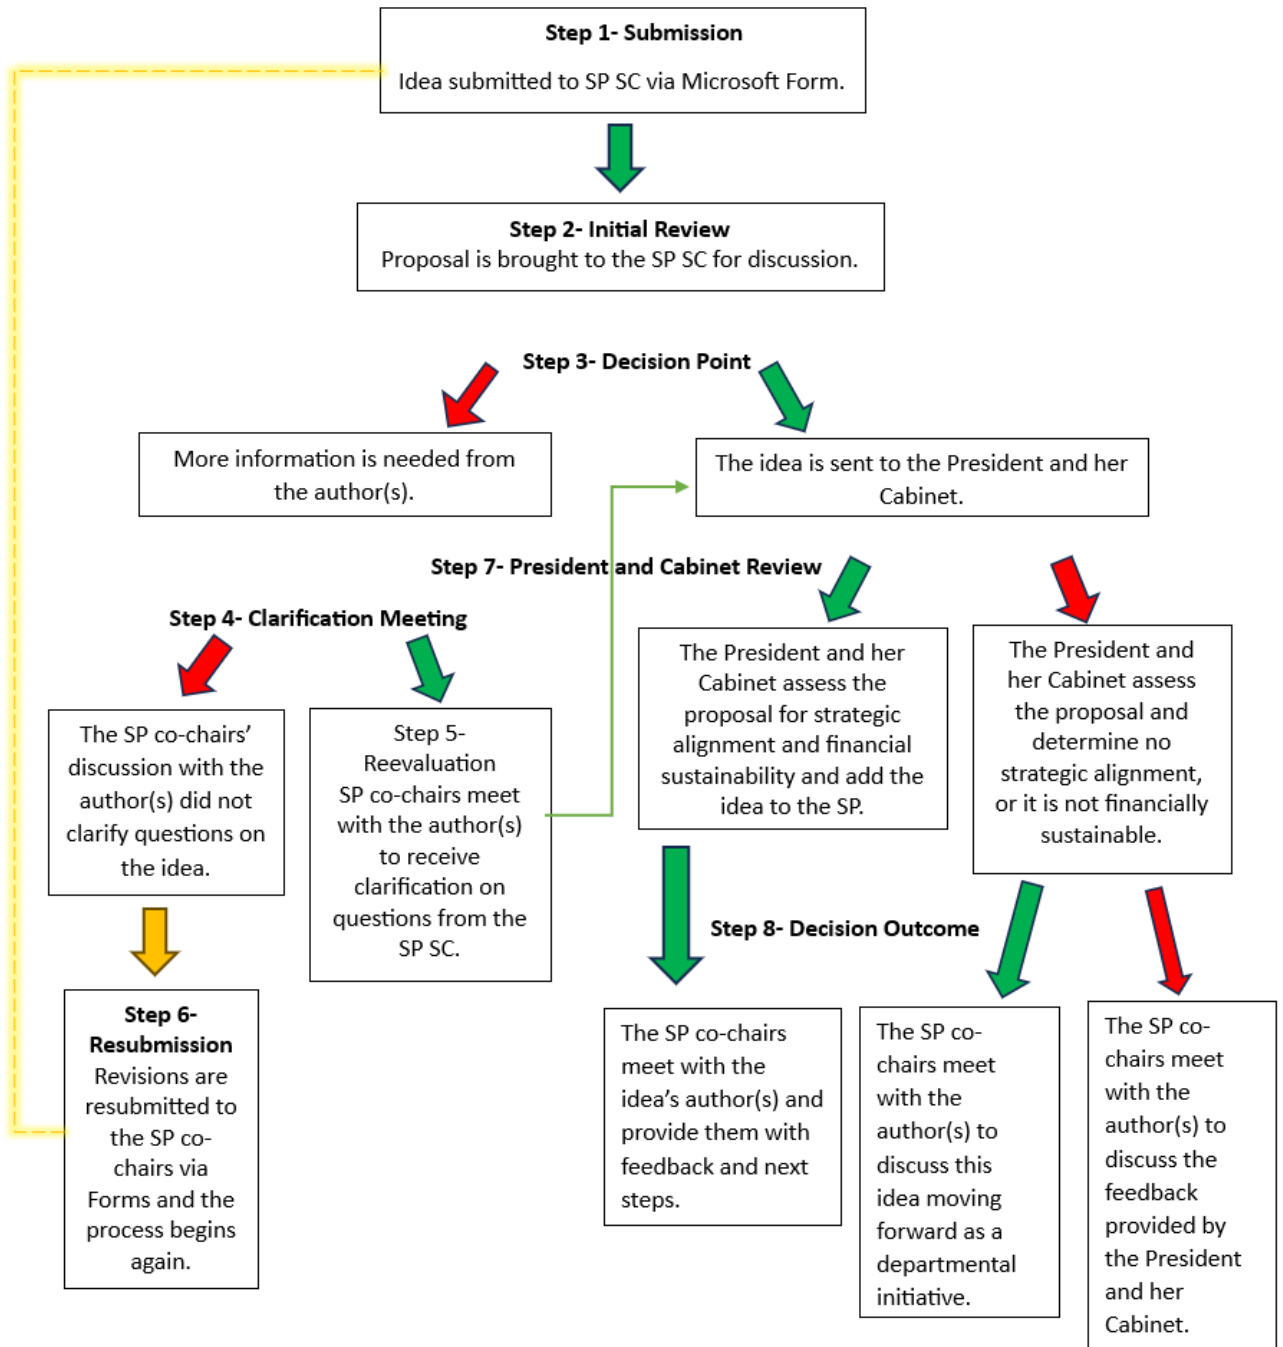 Step 1- Submission
Idea submitted to SP SC via Microsoft Form.
Step 2- Initial Review
Proposal is brought to the SP SC for discussion.
Step 3- Decision Point
More information is needed from
the author(s).
The idea is sent to the President and her
Cabinet.
Step 7- President and Cabinet Review
Step 4- Clarification Meeting
The SP co-chairs’
discussion with the
author(s) did not
clarify questions on
the idea.
Step 5-
Reevaluation
SP co-chairs meet
with the author(s)
to receive
clarification on
questions from the
SP SC.
The President and her
Cabinet assess the
proposal for strategic
alignment and financial
sustainability and add the
idea to the SP.
The President and
her Cabinet assess
the proposal and
determine no
strategic alignment,
or it is not financially
sustainable.
Step 8- Decision Outcome
Step 6-
Resubmission
Revisions are
resubmitted to
the SP co-
chairs via
Forms and the
process begins
again.
The SP co-chairs
meet with the
idea’s author(s) and
provide them with
feedback and next
steps.
The SP co-
chairs meet
with the
author(s) to
discuss this
idea moving
forward as a
departmental
initiative.
The SP co-
chairs meet
with the
author(s) to
discuss the
feedback
provided by
the President
and her
Cabinet.